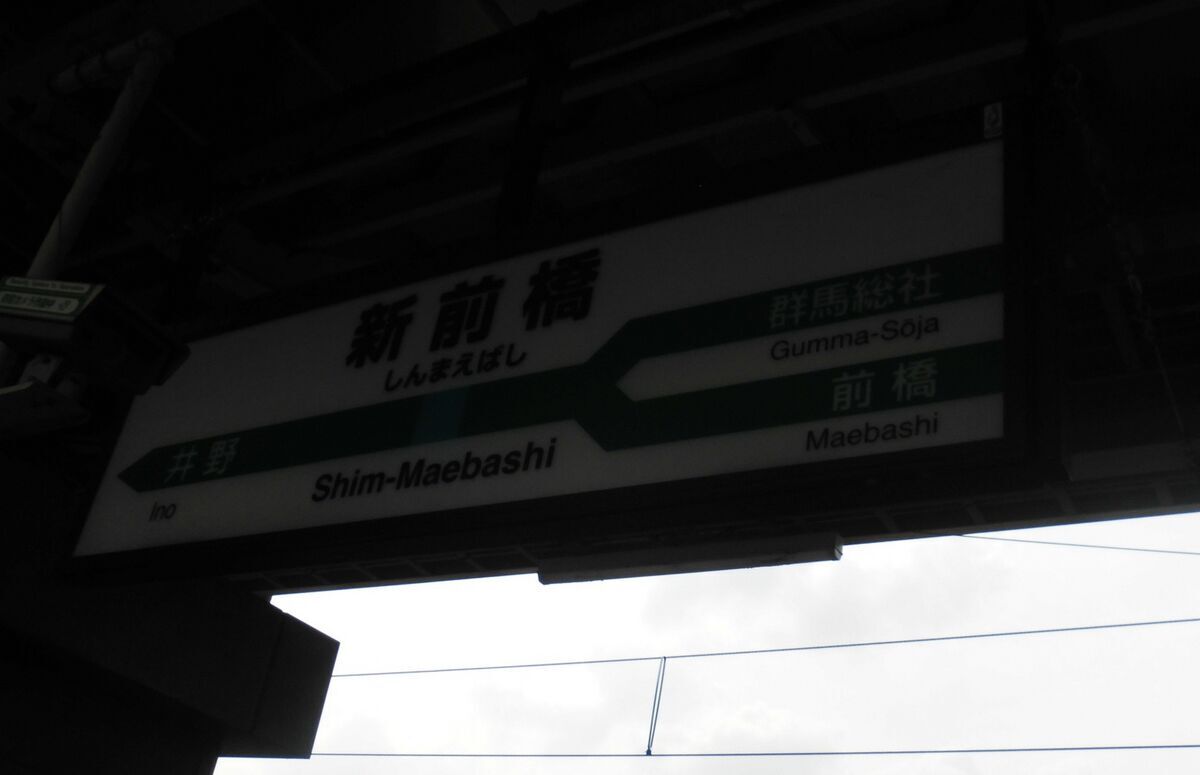 新前橋
しんまえばし
群馬総社
Gumma-Sōja
前橋
Maebashi
井野
Ino
Shim-Maebashi